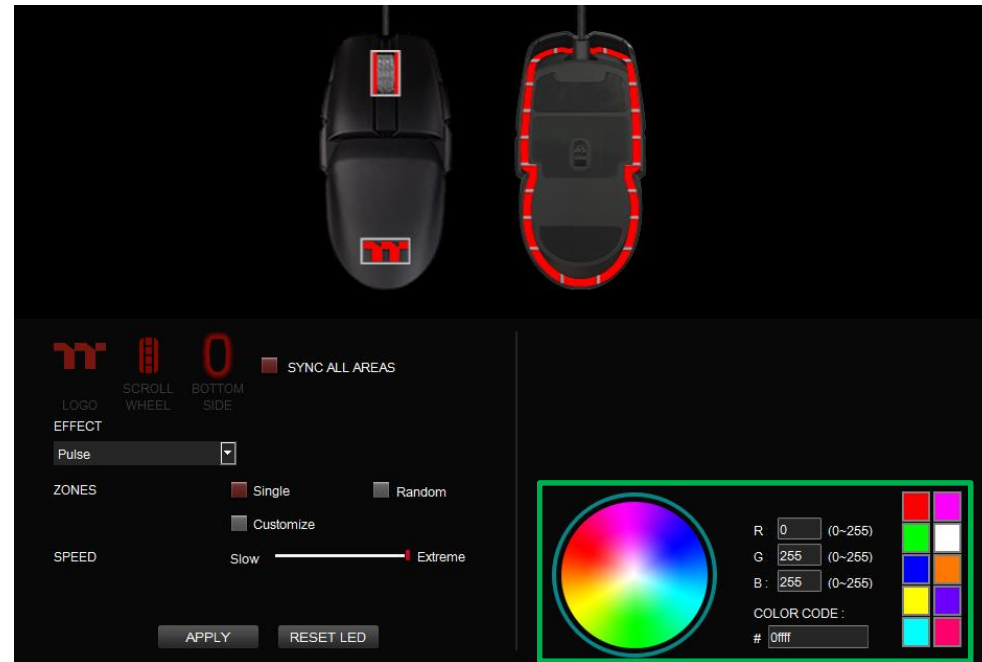 SYNC ALL AREAS
LOGO
SCROLL WHEEL
BOTTOM SIDE
EFFECT
Pulse
ZONES
Single
Random
Customize
SPEED
Slow
Extreme
APPLY
RESET LED
R 0 (0~255)
G 255 (0~255)
B : 255 (0~255)
COLOR CODE :
# 0ffff